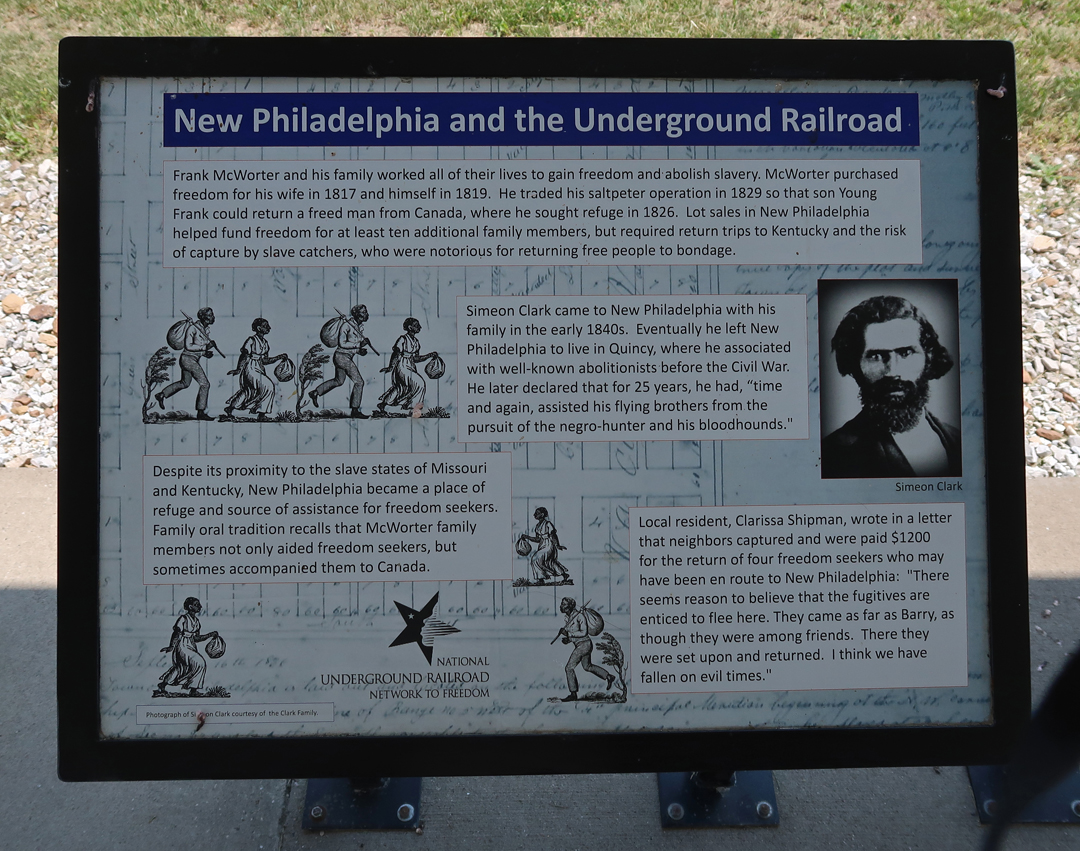 New Philadelphia and the Underground Railroad
Frank McWorter and his family worked all of their lives to gain freedom and abolish slavery. McWorter purchased
freedom for his wife in 1817 and himself in 1819. He traded his saltpeter operation in 1829 so that son Young
Frank could return a freed man from Canada, where he sought refuge in 1826. Lot sales in New Philadelphia
helped fund freedom for at least ten additional family members, but required return trips to Kentucky and the risk
of capture by slave catchers, who were notorious for returning free people to bondage.
Simeon Clark came to New Philadelphia with his
family in the early 1840s. Eventually he left New
Philadelphia to live in Quincy, where he associated
with well-known abolitionists before the Civil War.
He later declared that for 25 years, he had, "time
and again, assisted his flying brothers from the
pursuit of the negro-hunter and his bloodhounds."
Simeon Clark
Despite its proximity to the slave states of Missouri
and Kentucky, New Philadelphia became a place of
refuge and source of assistance for freedom seekers.
Family oral tradition recalls that McWorter family
members not only aided freedom seekers, but
sometimes accompanied them to Canada.
Local resident, Clarissa Shipman, wrote in a letter
that neighbors captured and were paid $1200
for the return of four freedom seekers who may
have been en route to New Philadelphia: "There
seems reason to believe that the fugitives are
enticed to flee here. They came as far as Barry, as
though they were among friends. There they
were set upon and returned. I think we have
fallen on evil times."
NATIONAL
UNDERGROUND RAILROAD
NETWORK TO FREEDOM
Photograph of Simeon Clark courtesy of the Clark Family.